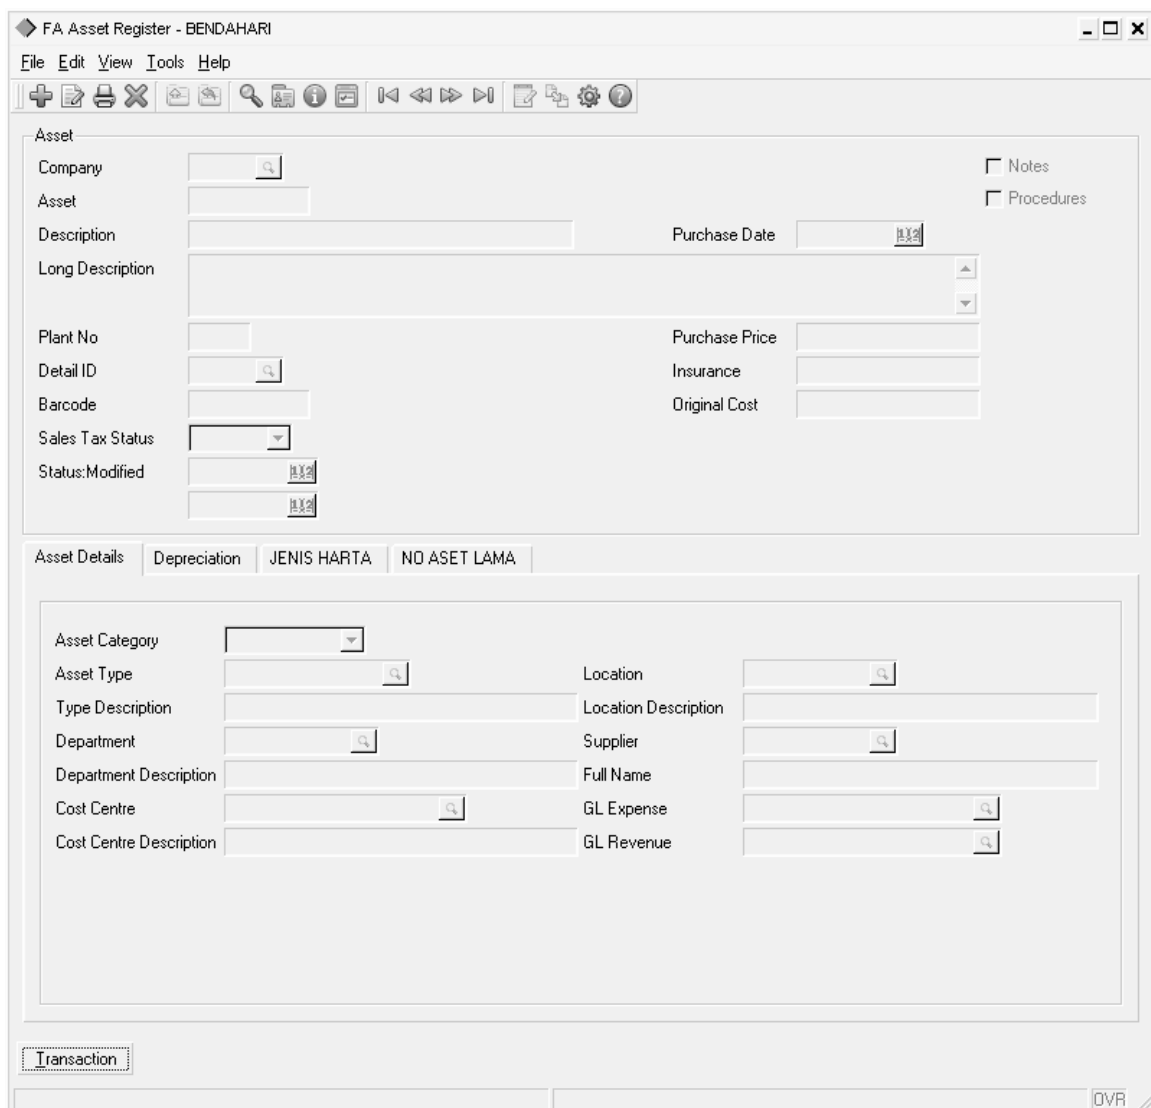 FA Asset Register - BENDAHARI
File Edit View Tools Help
Asset
Company
Notes
Asset
Procedures
Description Purchase Date
Long Description
Plant No Purchase Price
Detail ID Insurance
Barcode Original Cost
Sales Tax Status
Status:Modified
Asset Details Depreciation JENIS HARTA NO ASET LAMA
Asset Category
Asset Type Location
Type Description Location Description
Department Supplier
Department Description Full Name
Cost Centre GL Expense
Cost Centre Description GL Revenue
Transaction
OVR